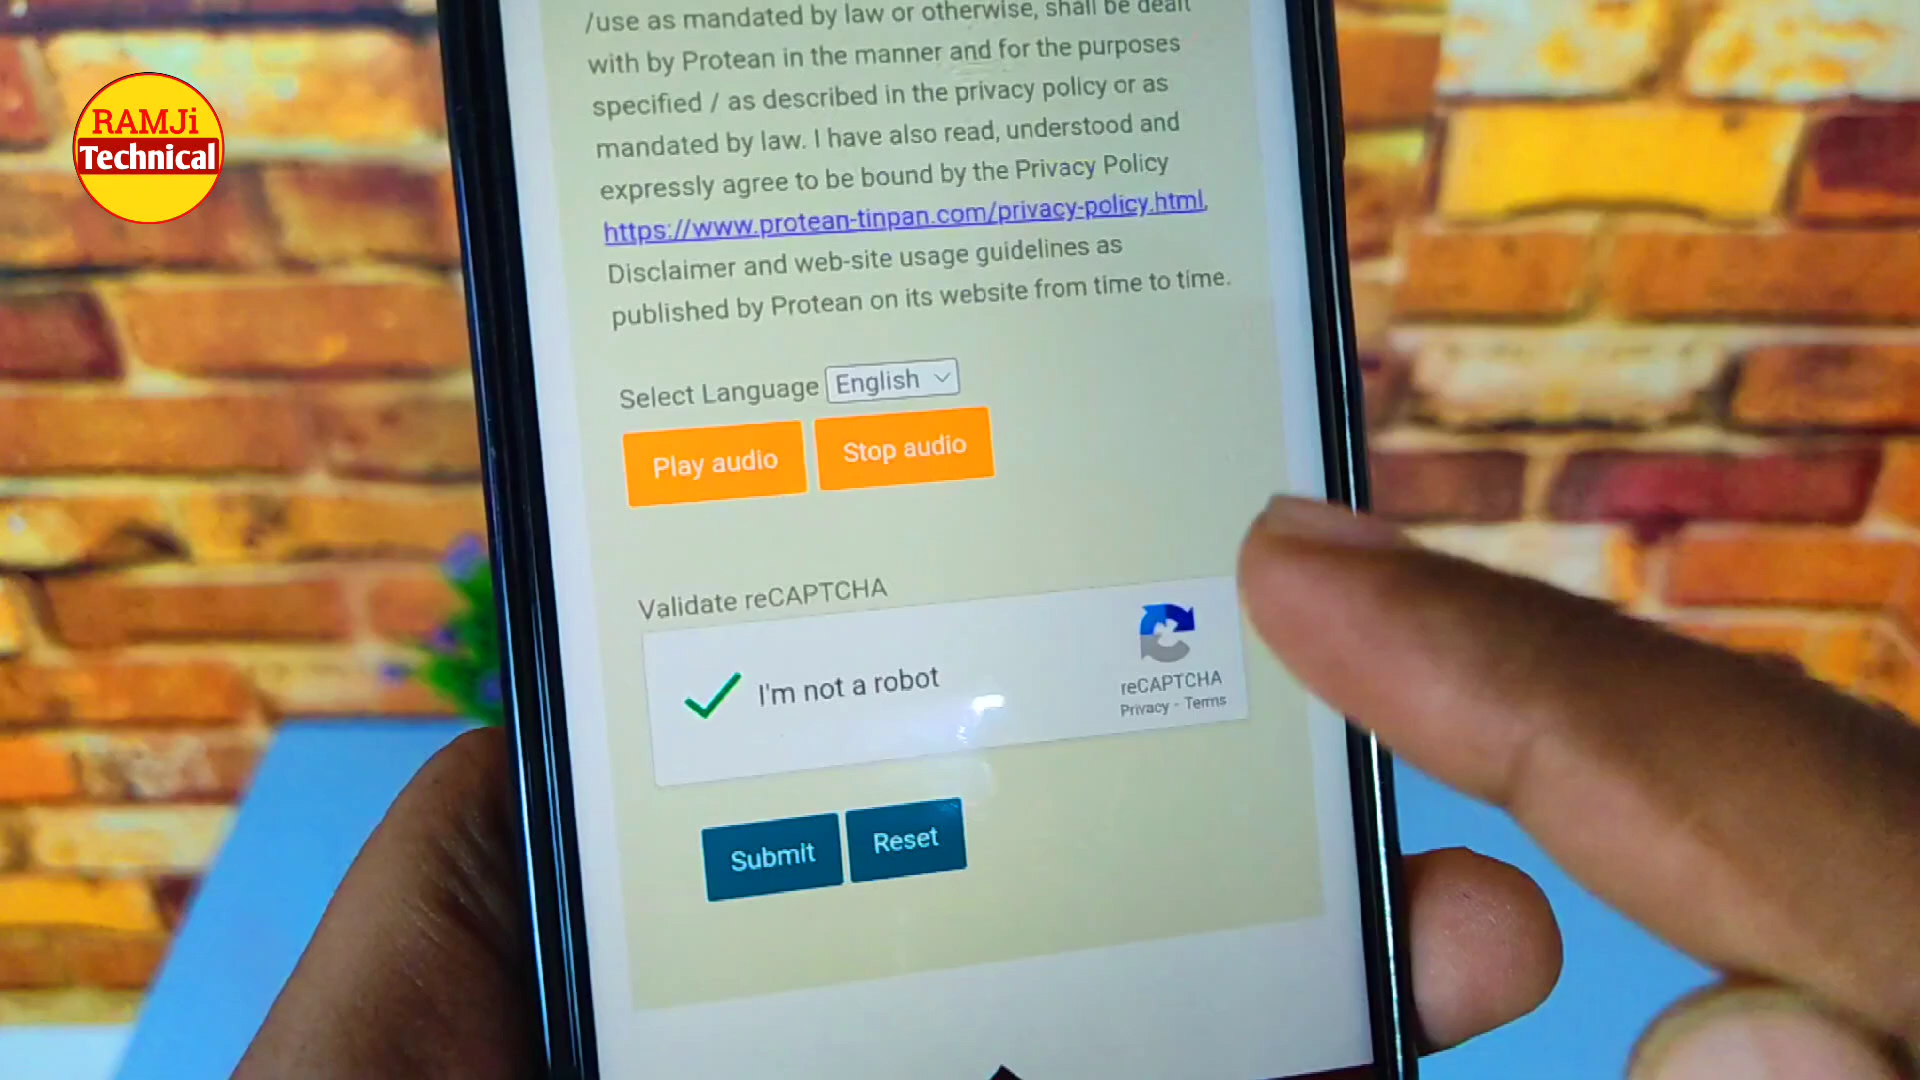 RAMJi
Technical
/use as mandated by law or otherwise, shall be dealt
with by Protean in the manner and for the purposes
specified / as described in the privacy policy or as
mandated by law. I have also read, understood and
expressly agree to be bound by the Privacy Policy
https://www.protean-tinpan.com/privacy-policy.html,
Disclaimer and web-site usage guidelines as
published by Protean on its website from time to time.
Select Language English
Play audio Stop audio
Validate reCAPTCHA
I'm not a robot
reCAPTCHA
Privacy - Terms
Submit Reset